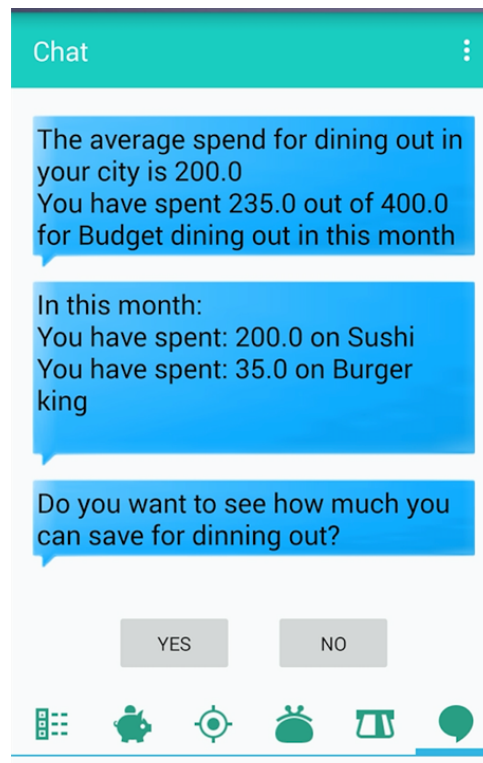 Chat
The average spend for dining out in
your city is 200.0
You have spent 235.0 out of 400.0
for Budget dining out in this month
In this month:
You have spent: 200.0 on Sushi
You have spent: 35.0 on Burger
king
Do you want to see how much you
can save for dinning out?
YES NO